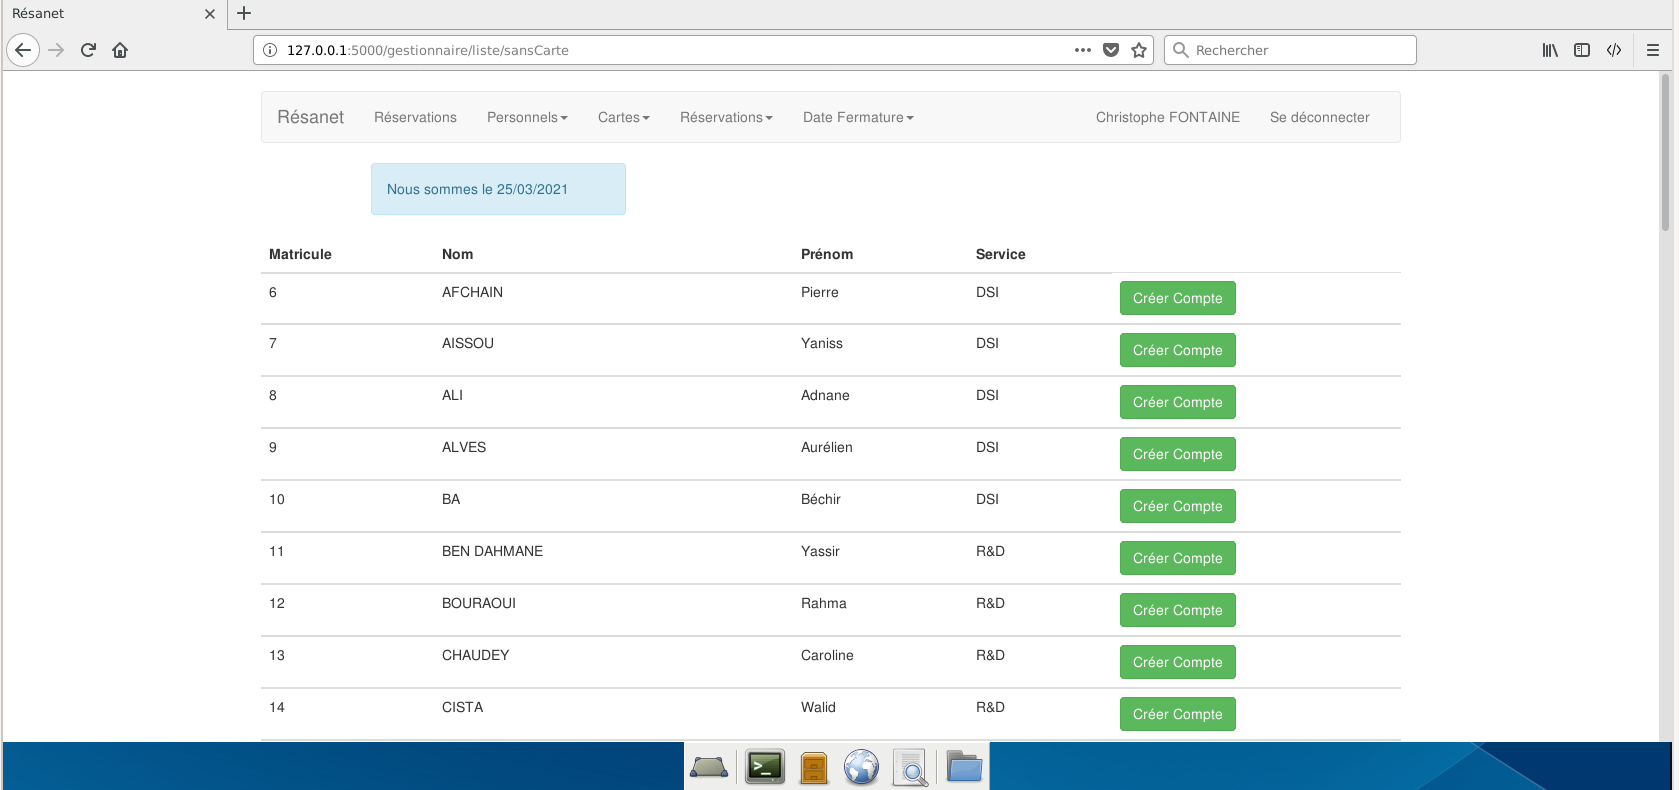 Résanet
127.0.0.1:5000/gestionnaire/liste/sansCarte
Rechercher
Résanet Réservations Personnels Cartes Réservations Date Fermature Christophe FONTAINE Se déconnecter
Nous sommes le 25/03/2021
Matricule Nom Prénom Service
6 AFCHAIN Pierre DSI Créer Compte
7 AISSOU Yaniss DSI Créer Compte
8 ALI Adnane DSI Créer Compte
9 ALVES Aurélien DSI Créer Compte
10 BA Béchir DSI Créer Compte
11 BEN DAHMANE Yassir R&D Créer Compte
12 BOURAOUI Rahma R&D Créer Compte
13 CHAUDEY Caroline R&D Créer Compte
14 CISTA Walid R&D Créer Compte